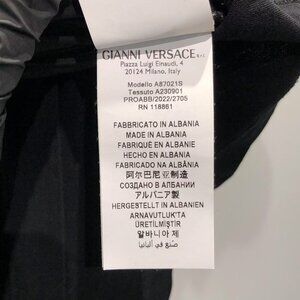 GIANNI VERSACE S.r.l.
Piazza Luigi Einaudi, 4
20124 Milano, Italy
Modello A87021S
Tessuto A230901
PROABB/2022/2705
RN 118861
FABBRICATO IN ALBANIA
MADE IN ALBANIA
FABRIQUÉ EN ALBANIE
HECHO EN ALBANIA
FABRICADO NA ALBÂNIA
阿尔巴尼亚制造
СОЗДАНО В АЛБАНИИ
アルバニア製
HERGESTELLT IN ALBANIEN
ARNAVUTLUK'TA
ÜRETİLMİŞTİR
알바니아 제
صنع في ألبانيا